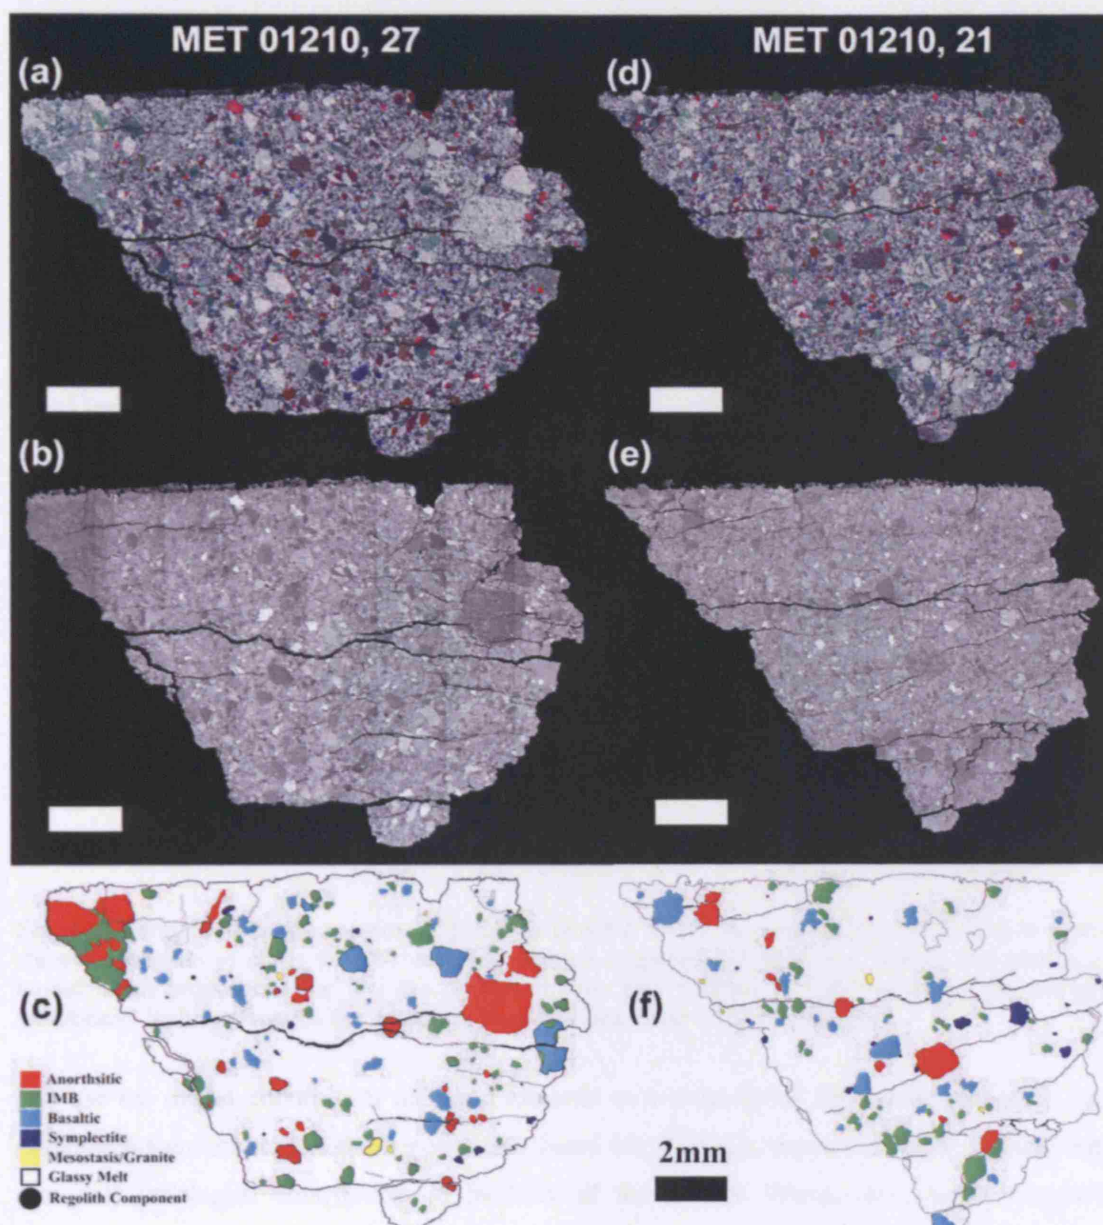 MET 01210, 27
MET 01210, 21
(a)
(d)
(b)
(e)
(c)
(f)
Anorthsitic
IMB
Basaltic
Symplectite
Mesostasis/Granite
Glassy Melt
Regolith Component
2mm